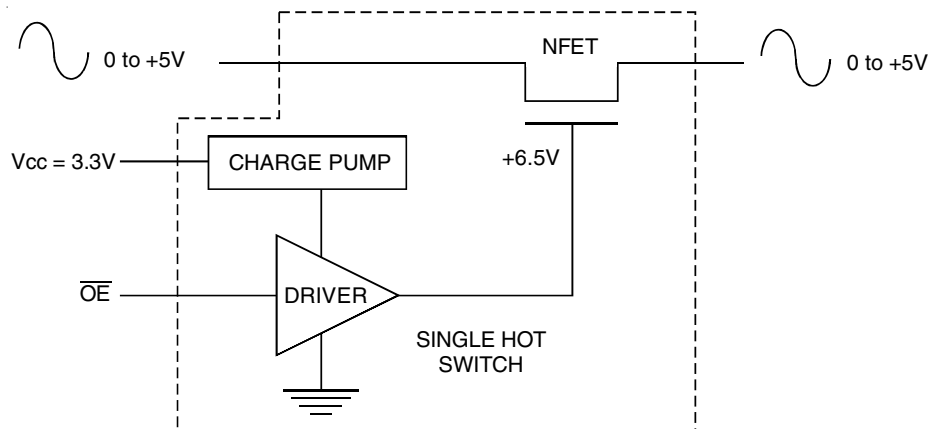 NFET
0 to +5V
0 to +5V
Vcc = 3.3V
CHARGE PUMP
+6.5V
OE
DRIVER
SINGLE HOT
SWITCH